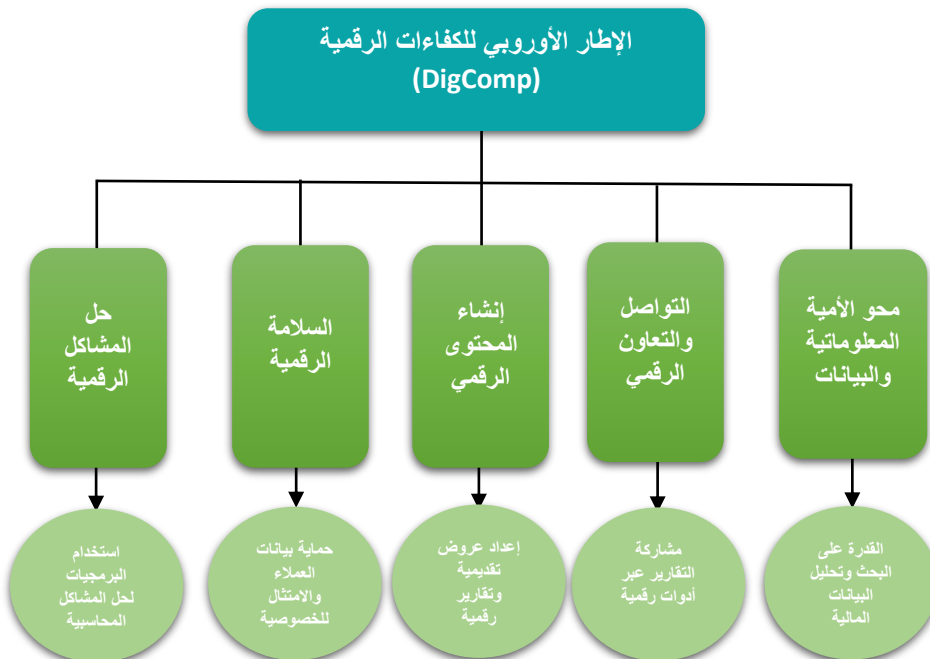 الإطار الأوروبي للكفاءات الرقمية
(DigComp)
محو الأمية
المعلوماتية
والبيانات
التواصل
والتعاون
الرقمي
إنشاء
المحتوى
الرقمي
السلامة
الرقمية
حل
المشاكل
الرقمية
القدرة على
البحث وتحليل
البيانات
المالية
مشاركة
التقارير عبر
أدوات رقمية
إعداد عروض
تقديمية
وتقارير
رقمية
حماية بيانات
العملاء
والامتثال
للخصوصية
استخدام
البرمجيات
لحل المشاكل
المحاسبية